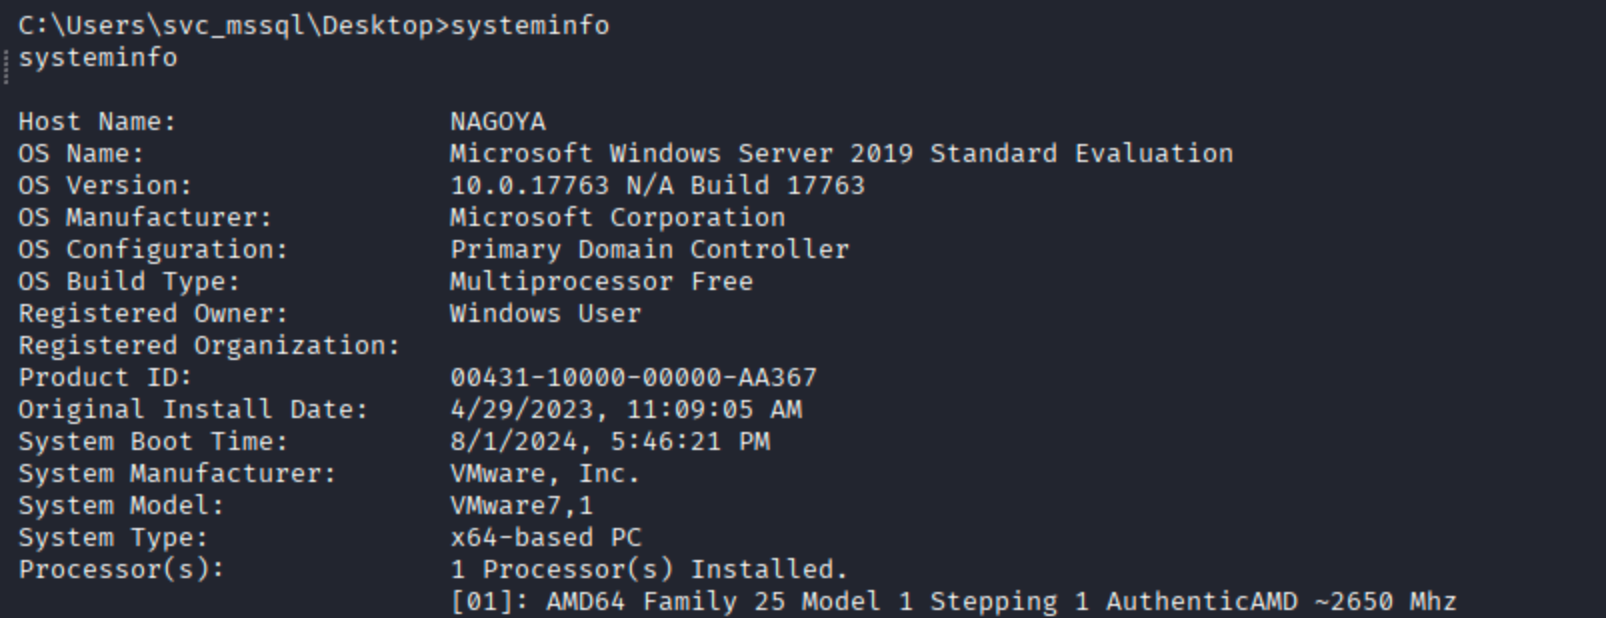 C:\Users\svc_mssql\Desktop>systeminfo
systeminfo
Host Name: NAGOYA
OS Name: Microsoft Windows Server 2019 Standard Evaluation
OS Version: 10.0.17763 N/A Build 17763
OS Manufacturer: Microsoft Corporation
OS Configuration: Primary Domain Controller
OS Build Type: Multiprocessor Free
Registered Owner: Windows User
Registered Organization:
Product ID: 00431-10000-00000-AA367
Original Install Date: 4/29/2023, 11:09:05 AM
System Boot Time: 8/1/2024, 5:46:21 PM
System Manufacturer: VMware, Inc.
System Model: VMware7,1
System Type: x64-based PC
Processor(s): 1 Processor(s) Installed.
[01]: AMD64 Family 25 Model 1 Stepping 1 AuthenticAMD ~2650 Mhz